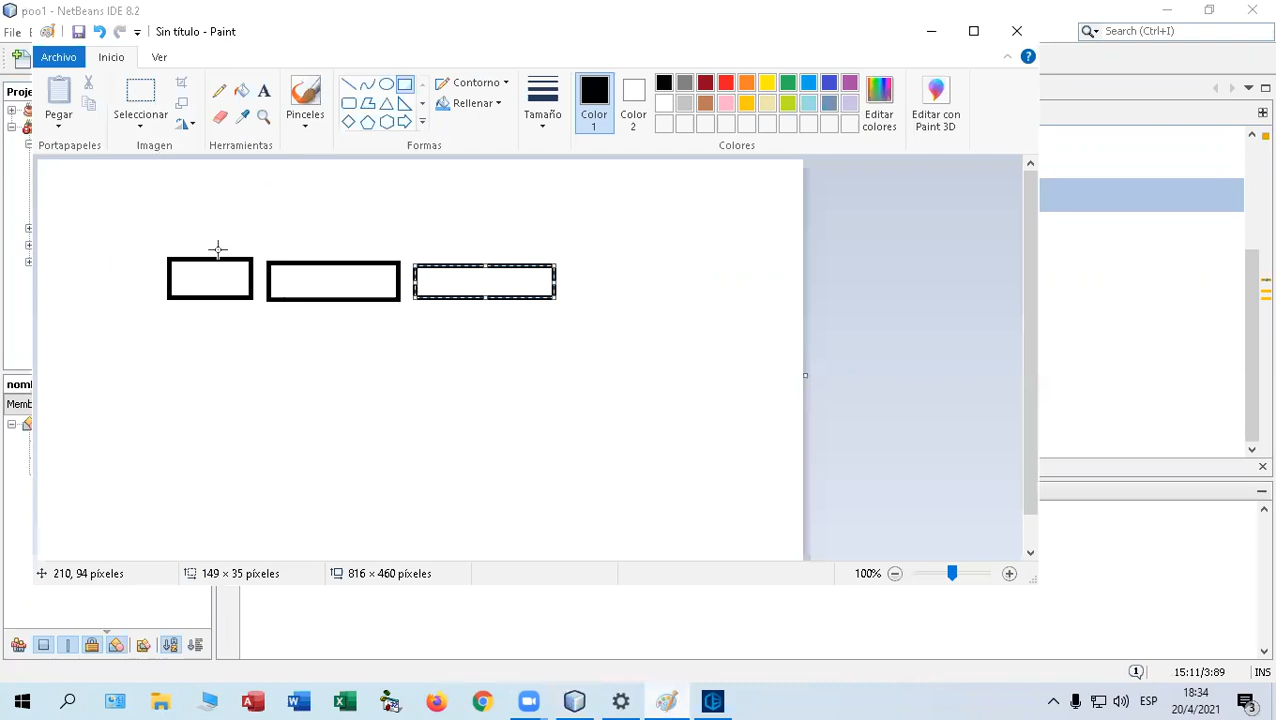 poo1 - NetBeans IDE 8.2
File
Search (Ctrl+I)
Sin título - Paint
Archivo
Inicio
Ver
Pegar
Seleccionar
Pinceles
Contorno
Rellenar
Tamaño
Color 1
Color 2
Editar colores
Editar con Paint 3D
Portapapeles
Imagen
Herramientas
Formas
Colores
Proje
nomb
Memb
210, 94 píxeles
149 × 35 píxeles
816 × 460 píxeles
100%
15:11/3:89
INS
ESP
18:34
20/4/2021
3